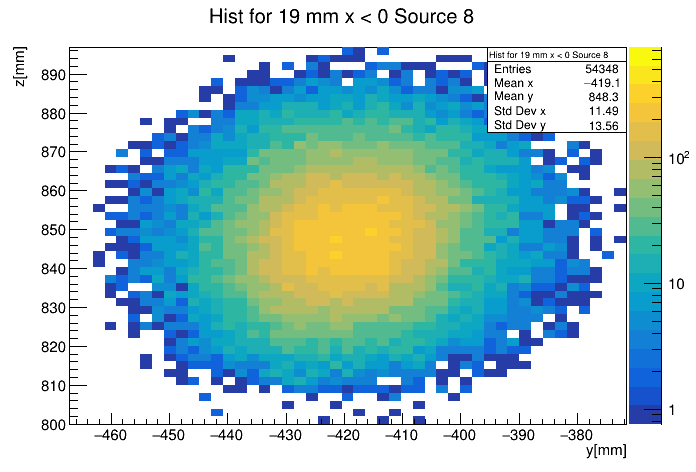 Hist for 19 mm x < 0 Source 8
z[mm]
Hist for 19 mm x < 0 Source 8
Entries 54348
Mean x −419.1
Mean y 848.3
Std Dev x 11.49
Std Dev y 13.56
890
880
870
860
850
840
830
820
810
800
10²
10
1
−460 −450 −440 −430 −420 −410 −400 −390 −380
y[mm]